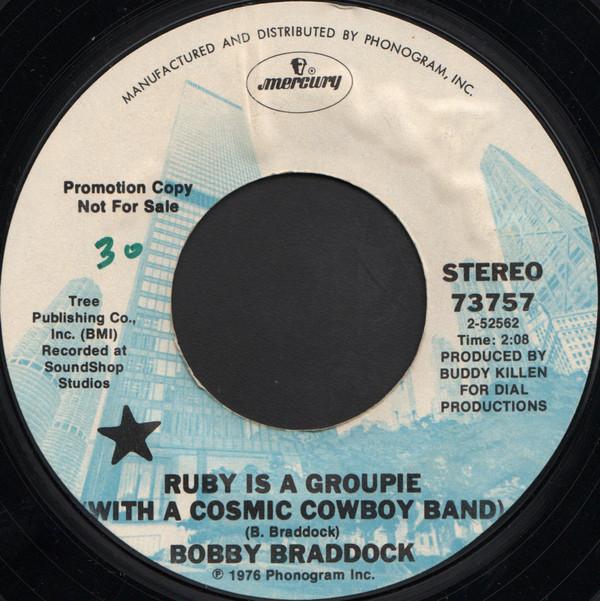 MANUFACTURED AND DISTRIBUTED BY PHONOGRAM, INC.
mercury
Promotion Copy
Not For Sale
30
Tree
Publishing Co.,
Inc. (BMI)
Recorded at
SoundShop
Studios
STEREO
73757
2-52562
Time: 2:08
PRODUCED BY
BUDDY KILLEN
FOR DIAL
PRODUCTIONS
RUBY IS A GROUPIE
(WITH A COSMIC COWBOY BAND)
(B. Braddock)
BOBBY BRADDOCK
℗ 1976 Phonogram Inc.